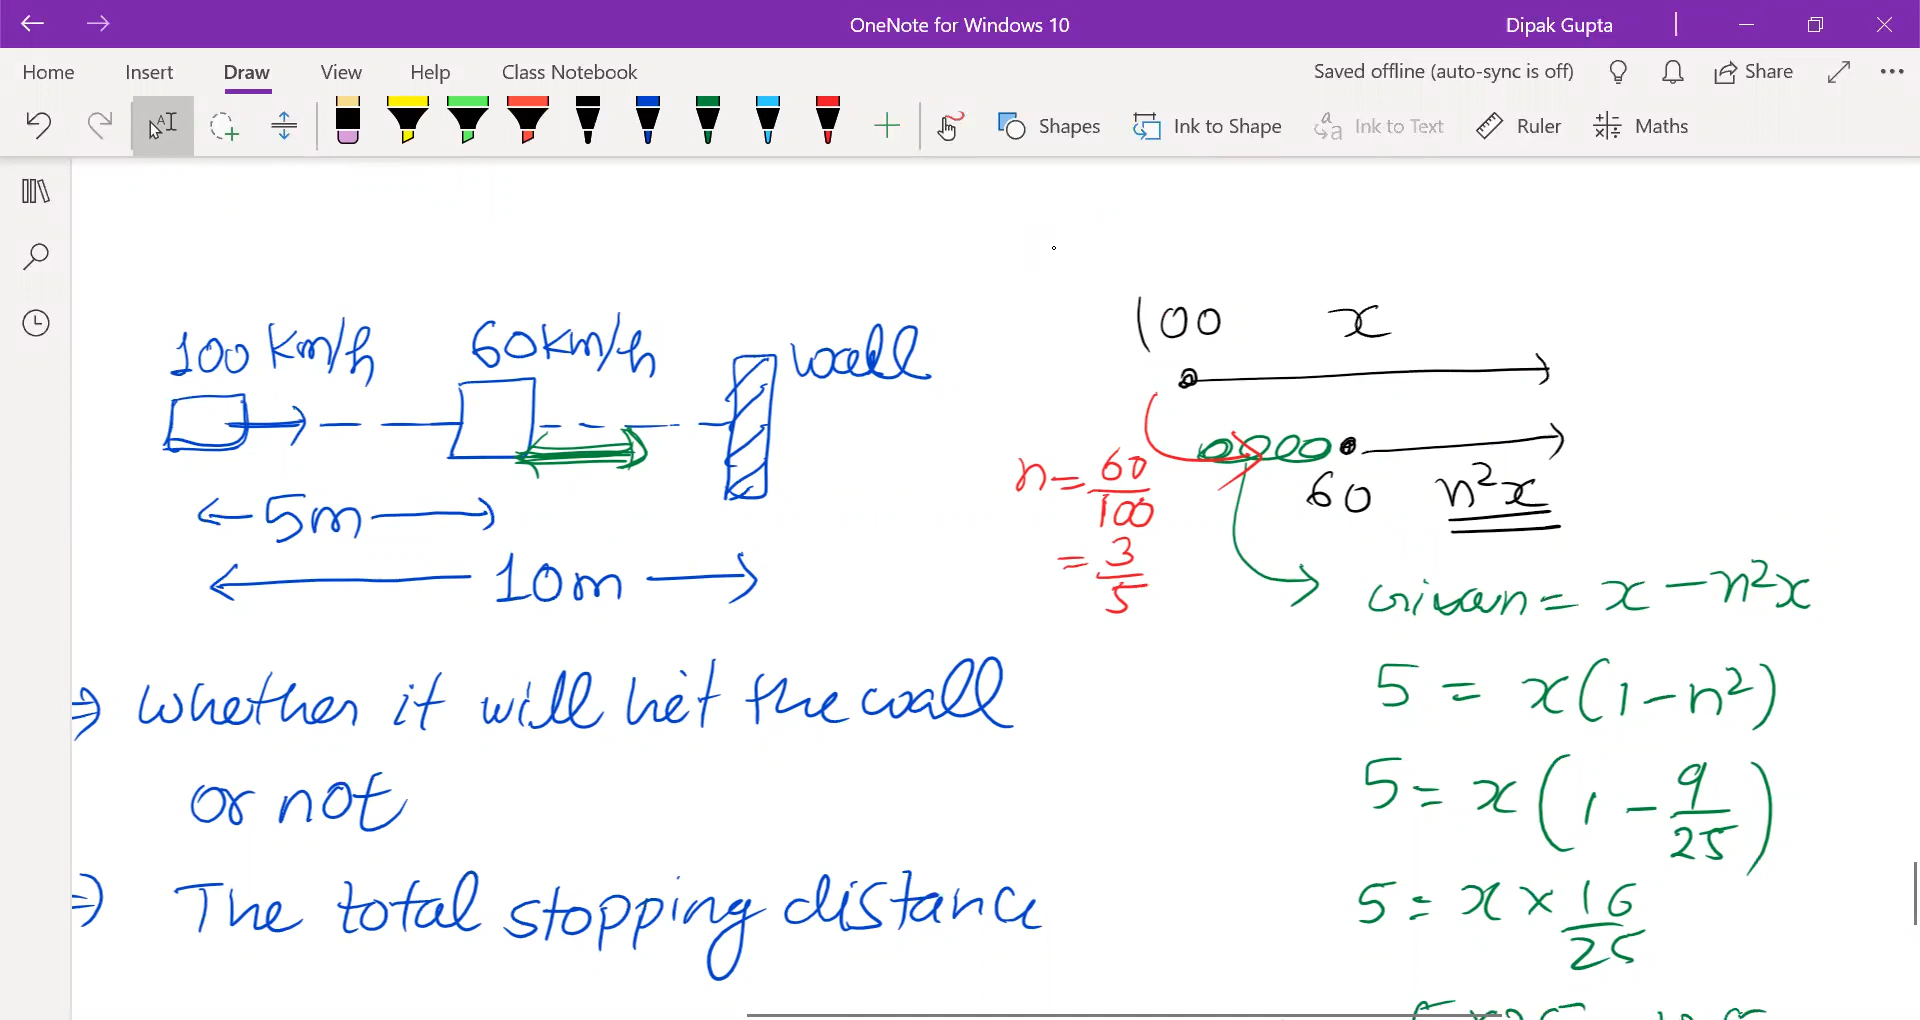 OneNote for Windows 10
Dipak Gupta
Home Insert Draw View Help Class Notebook
Saved offline (auto-sync is off) Share
Shapes Ink to Shape Ink to Text Ruler Maths
100 Km/h 60km/h wall
5m
10m
⇒ whether it will hit the wall
or not
⇒ The total stopping distance
100 x
60 n²x
n = 60/100
= 3/5
= x - n²x
5 = x(1-n²)
5 = x(1 - 9/25)
5 = x × 16/25